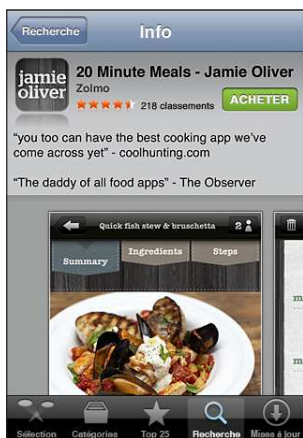 Recherche
Info
jamie
oliver
20 Minute Meals - Jamie Oliver
Zolmo
218 classements
ACHETER
“you too can have the best cooking app we've
come across yet” - coolhunting.com
“The daddy of all food apps” - The Observer
Quick fish stew & bruschetta
2
Summary
Ingredients
Steps
m
m
Sélection
Catégories
Top 25
Recherche
Mises à jour